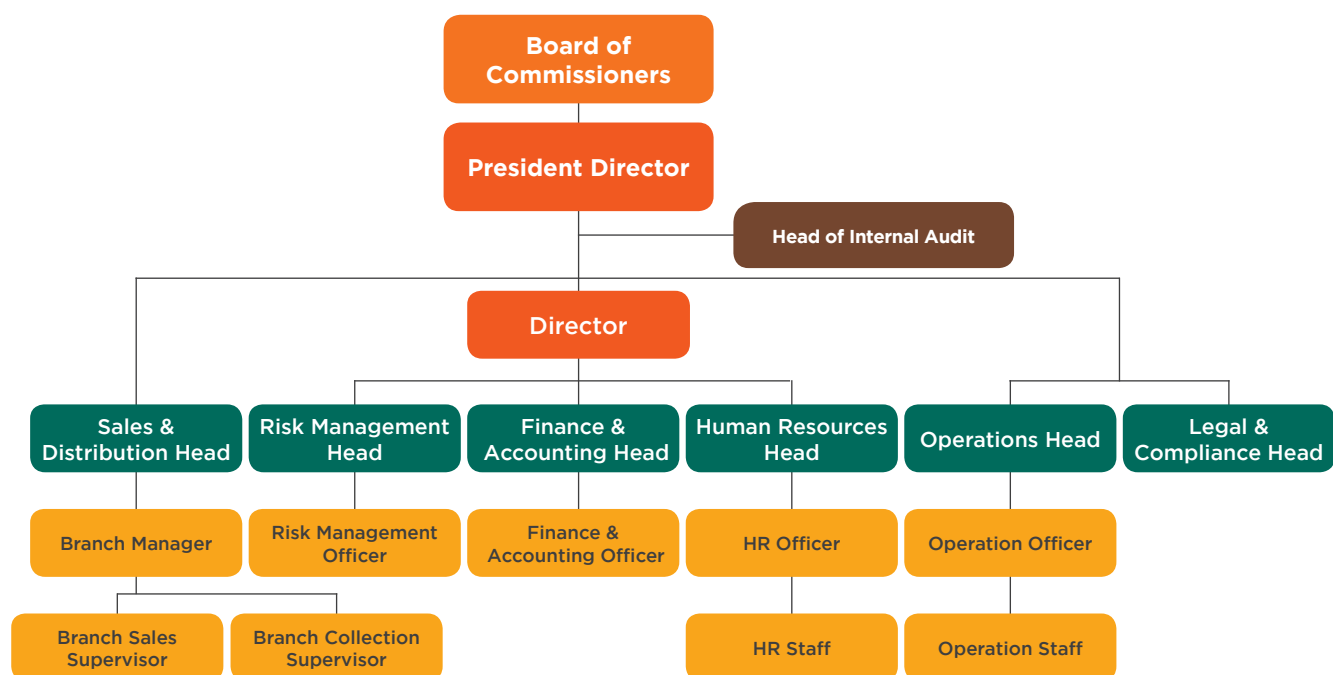 Board of
Commissioners
President Director
Head of Internal Audit
Director
Sales &
Distribution Head
Risk Management
Head
Finance &
Accounting Head
Human Resources
Head
Operations Head
Legal &
Compliance Head
Branch Manager
Risk Management
Officer
Finance &
Accounting Officer
HR Officer
Operation Officer
Branch Sales
Supervisor
Branch Collection
Supervisor
HR Staff
Operation Staff